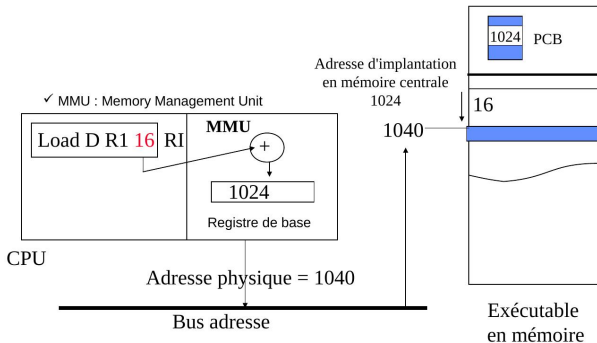 1024
PCB
Adresse d'implantation
en mémoire centrale
1024
✓ MMU : Memory Management Unit
16
Load D R1 16 RI
MMU
+
1040
1024
Registre de base
CPU
Adresse physique = 1040
Bus adresse
Exécutable
en mémoire